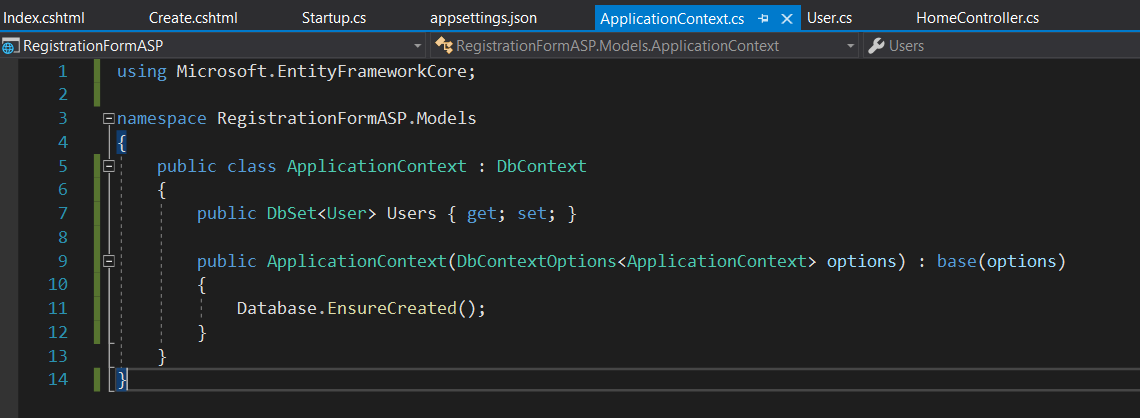 Index.cshtml Create.cshtml Startup.cs appsettings.json ApplicationContext.cs User.cs HomeController.cs
RegistrationFormASP RegistrationFormASP.Models.ApplicationContext Users
1 using Microsoft.EntityFrameworkCore;
2
3 namespace RegistrationFormASP.Models
4 {
5 public class ApplicationContext : DbContext
6 {
7 public DbSet<User> Users { get; set; }
8
9 public ApplicationContext(DbContextOptions<ApplicationContext> options) : base(options)
10 {
11 Database.EnsureCreated();
12 }
13 }
14 }